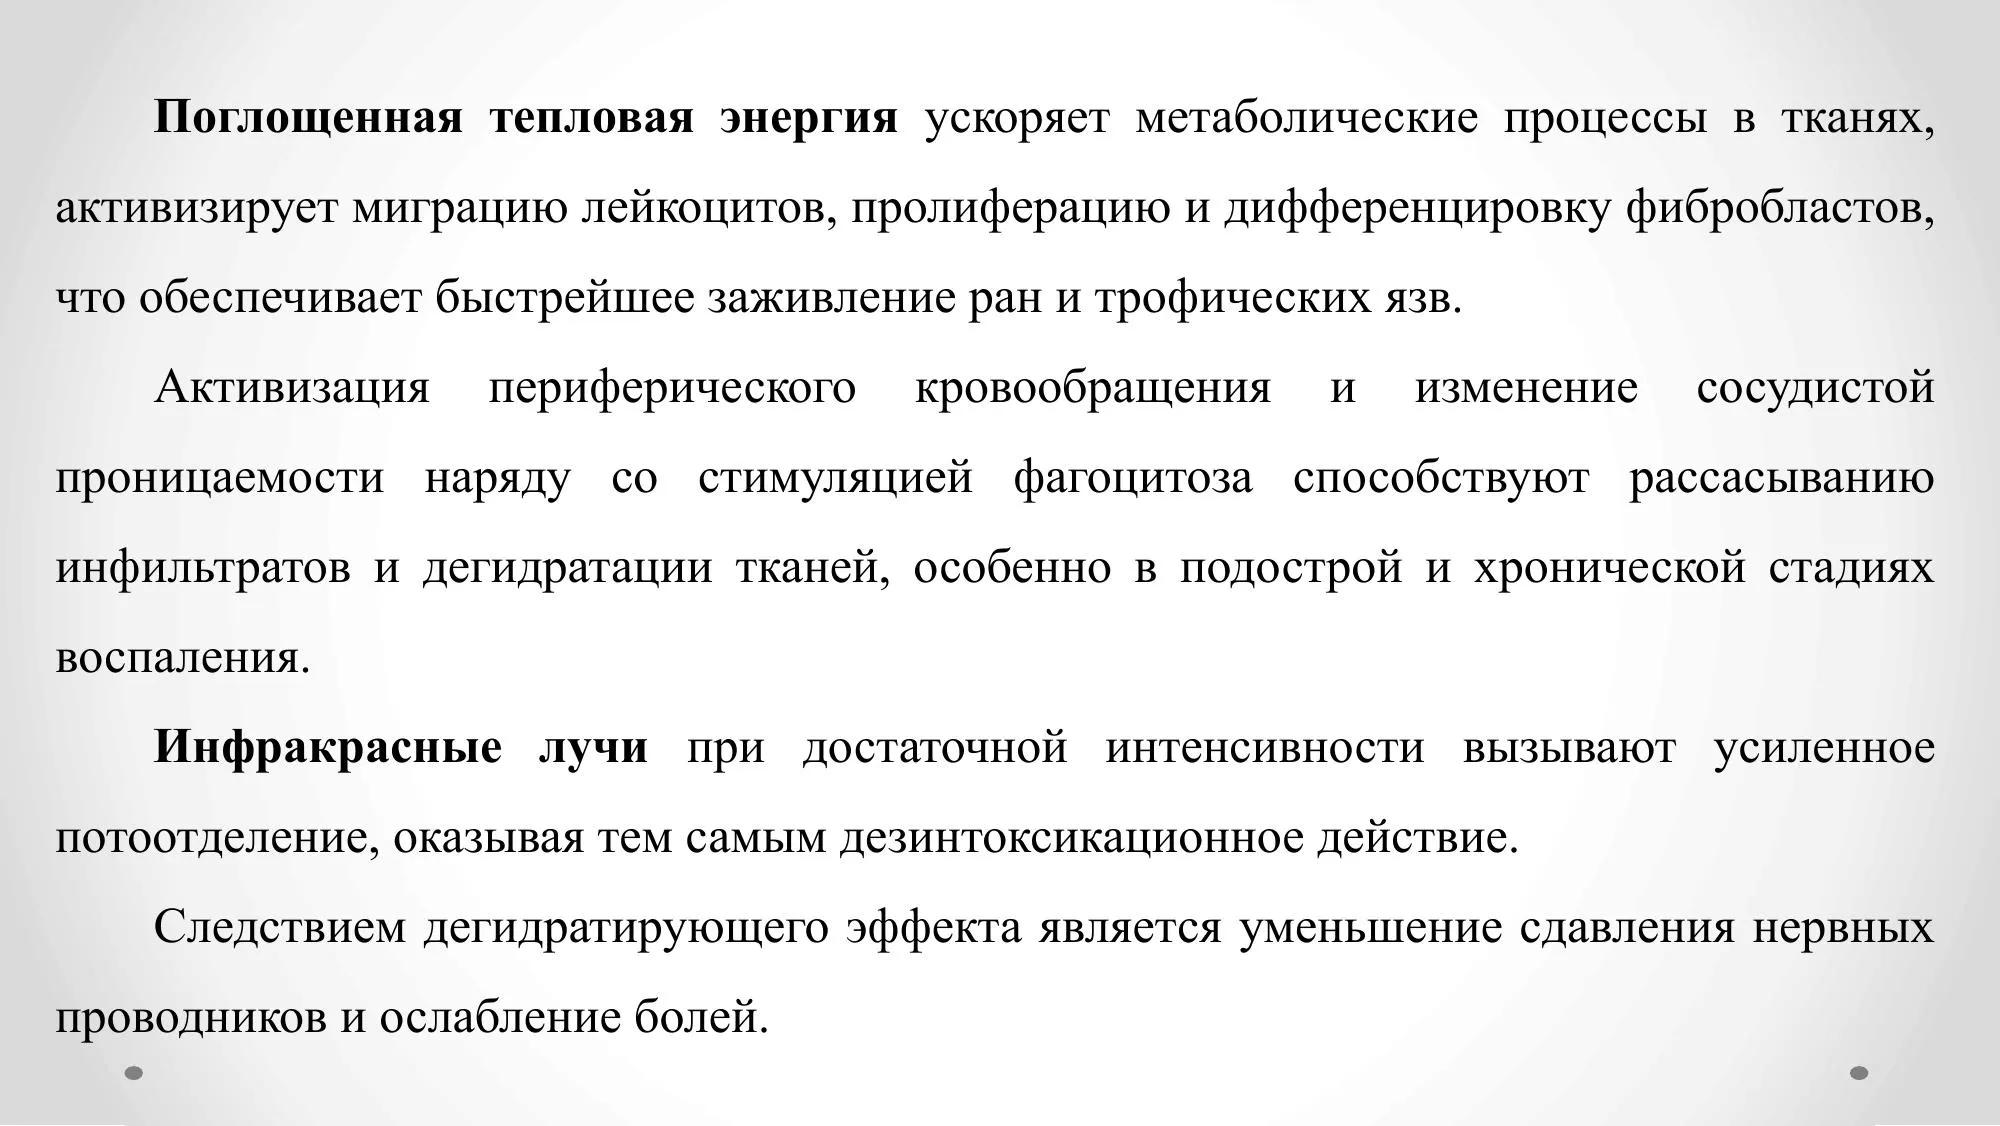 Поглощенная тепловая энергия ускоряет метаболические процессы в тканях,
активизирует миграцию лейкоцитов, пролиферацию и дифференцировку фибробластов,
что обеспечивает быстрейшее заживление ран и трофических язв.
Активизация периферического кровообращения и изменение сосудистой
проницаемости наряду со стимуляцией фагоцитоза способствуют рассасыванию
инфильтратов и дегидратации тканей, особенно в подострой и хронической стадиях
воспаления.
Инфракрасные лучи при достаточной интенсивности вызывают усиленное
потоотделение, оказывая тем самым дезинтоксикационное действие.
Следствием дегидратирующего эффекта является уменьшение сдавления нервных
проводников и ослабление болей.